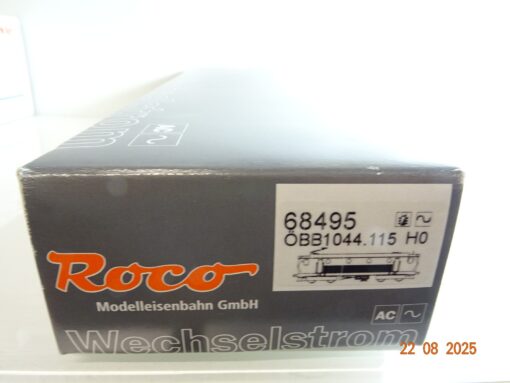 68495
ÖBB1044.115 H0
Roco
Modelleisenbahn GmbH
AC
Wechselstrom
22 08 2025